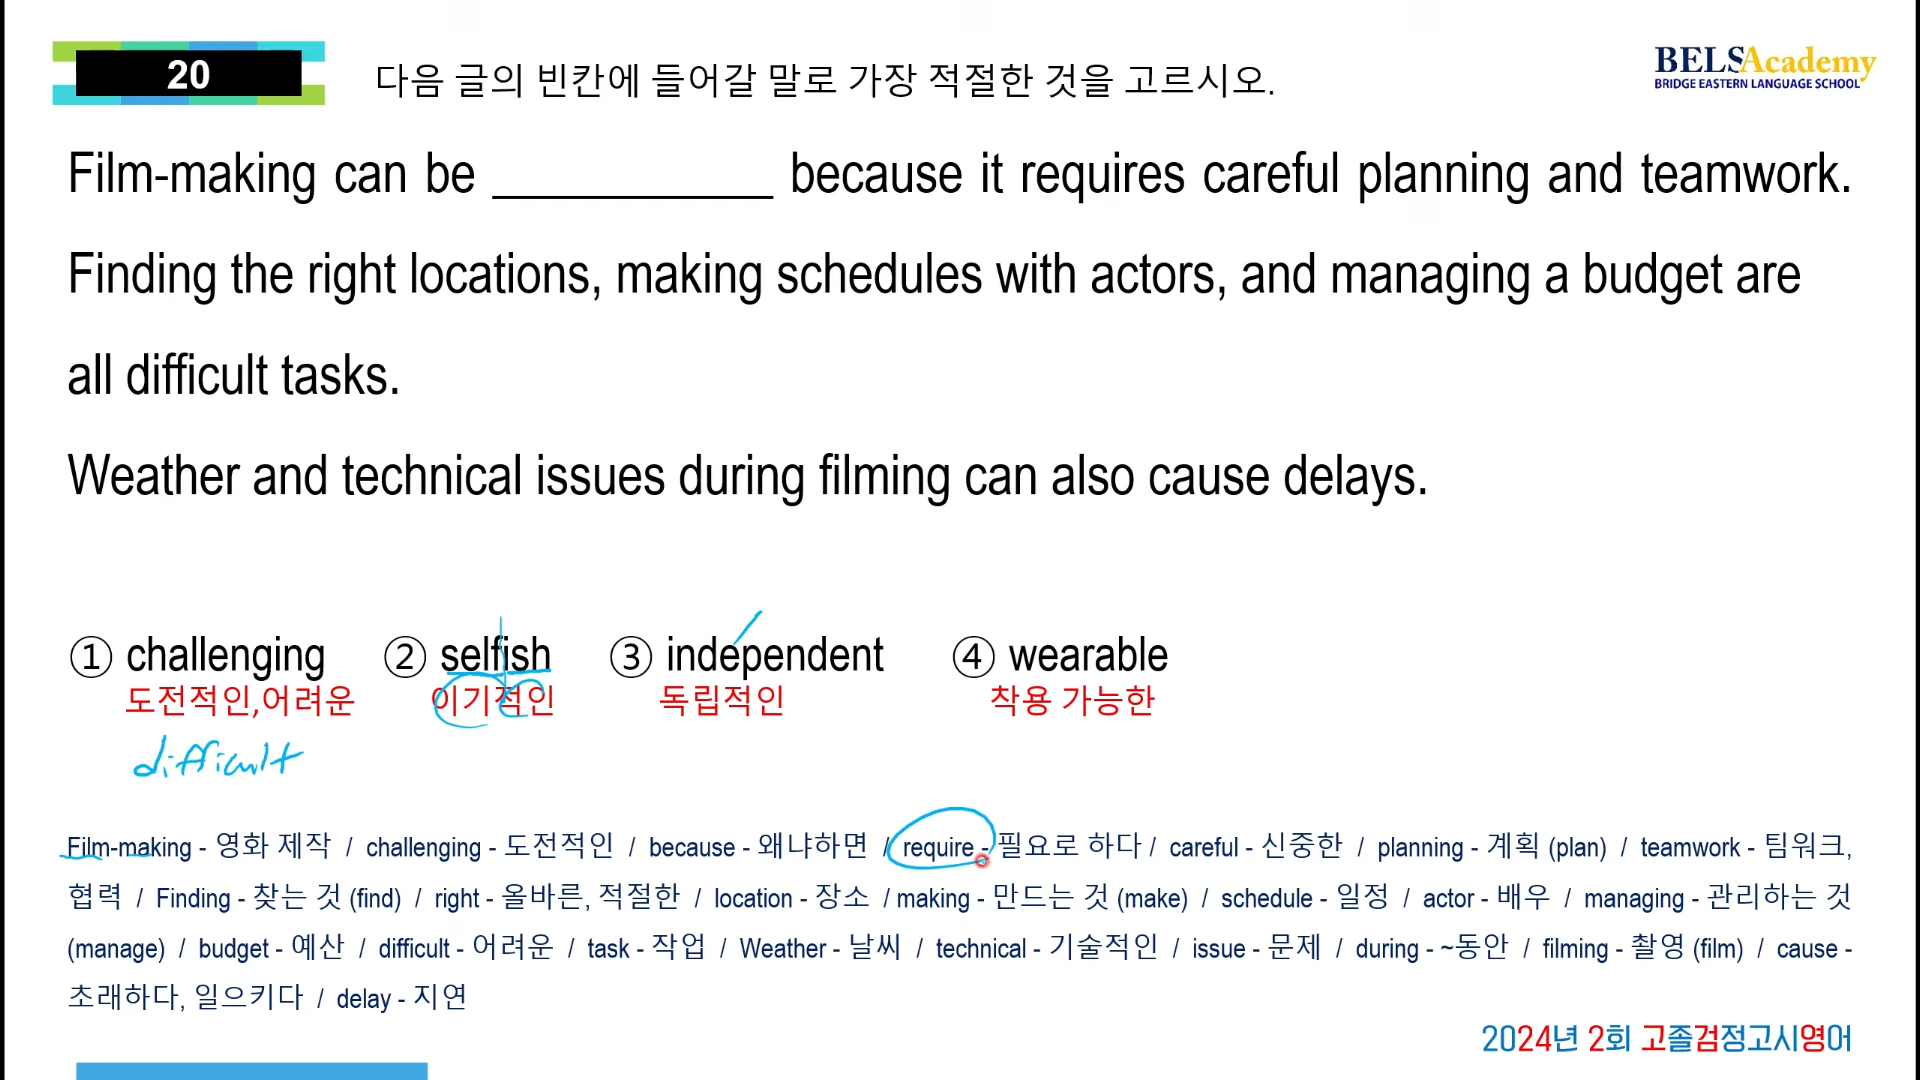 20
다음 글의 빈칸에 들어갈 말로 가장 적절한 것을 고르시오.
BELSAcademy
BRIDGE EASTERN LANGUAGE SCHOOL
Film-making can be __________ because it requires careful planning and teamwork.
Finding the right locations, making schedules with actors, and managing a budget are
all difficult tasks.
Weather and technical issues during filming can also cause delays.
① challenging ② selfish ③ independent ④ wearable
도전적인,어려운 이기적인 독립적인 착용 가능한
difficult
Film-making - 영화 제작 / challenging - 도전적인 / because - 왜냐하면 / require - 필요로 하다 / careful - 신중한 / planning - 계획 (plan) / teamwork - 팀워크,
협력 / Finding - 찾는 것 (find) / right - 올바른, 적절한 / location - 장소 / making - 만드는 것 (make) / schedule - 일정 / actor - 배우 / managing - 관리하는 것
(manage) / budget - 예산 / difficult - 어려운 / task - 작업 / Weather - 날씨 / technical - 기술적인 / issue - 문제 / during - ~동안 / filming - 촬영 (film) / cause -
초래하다, 일으키다 / delay - 지연
2024년 2회 고졸검정고시영어